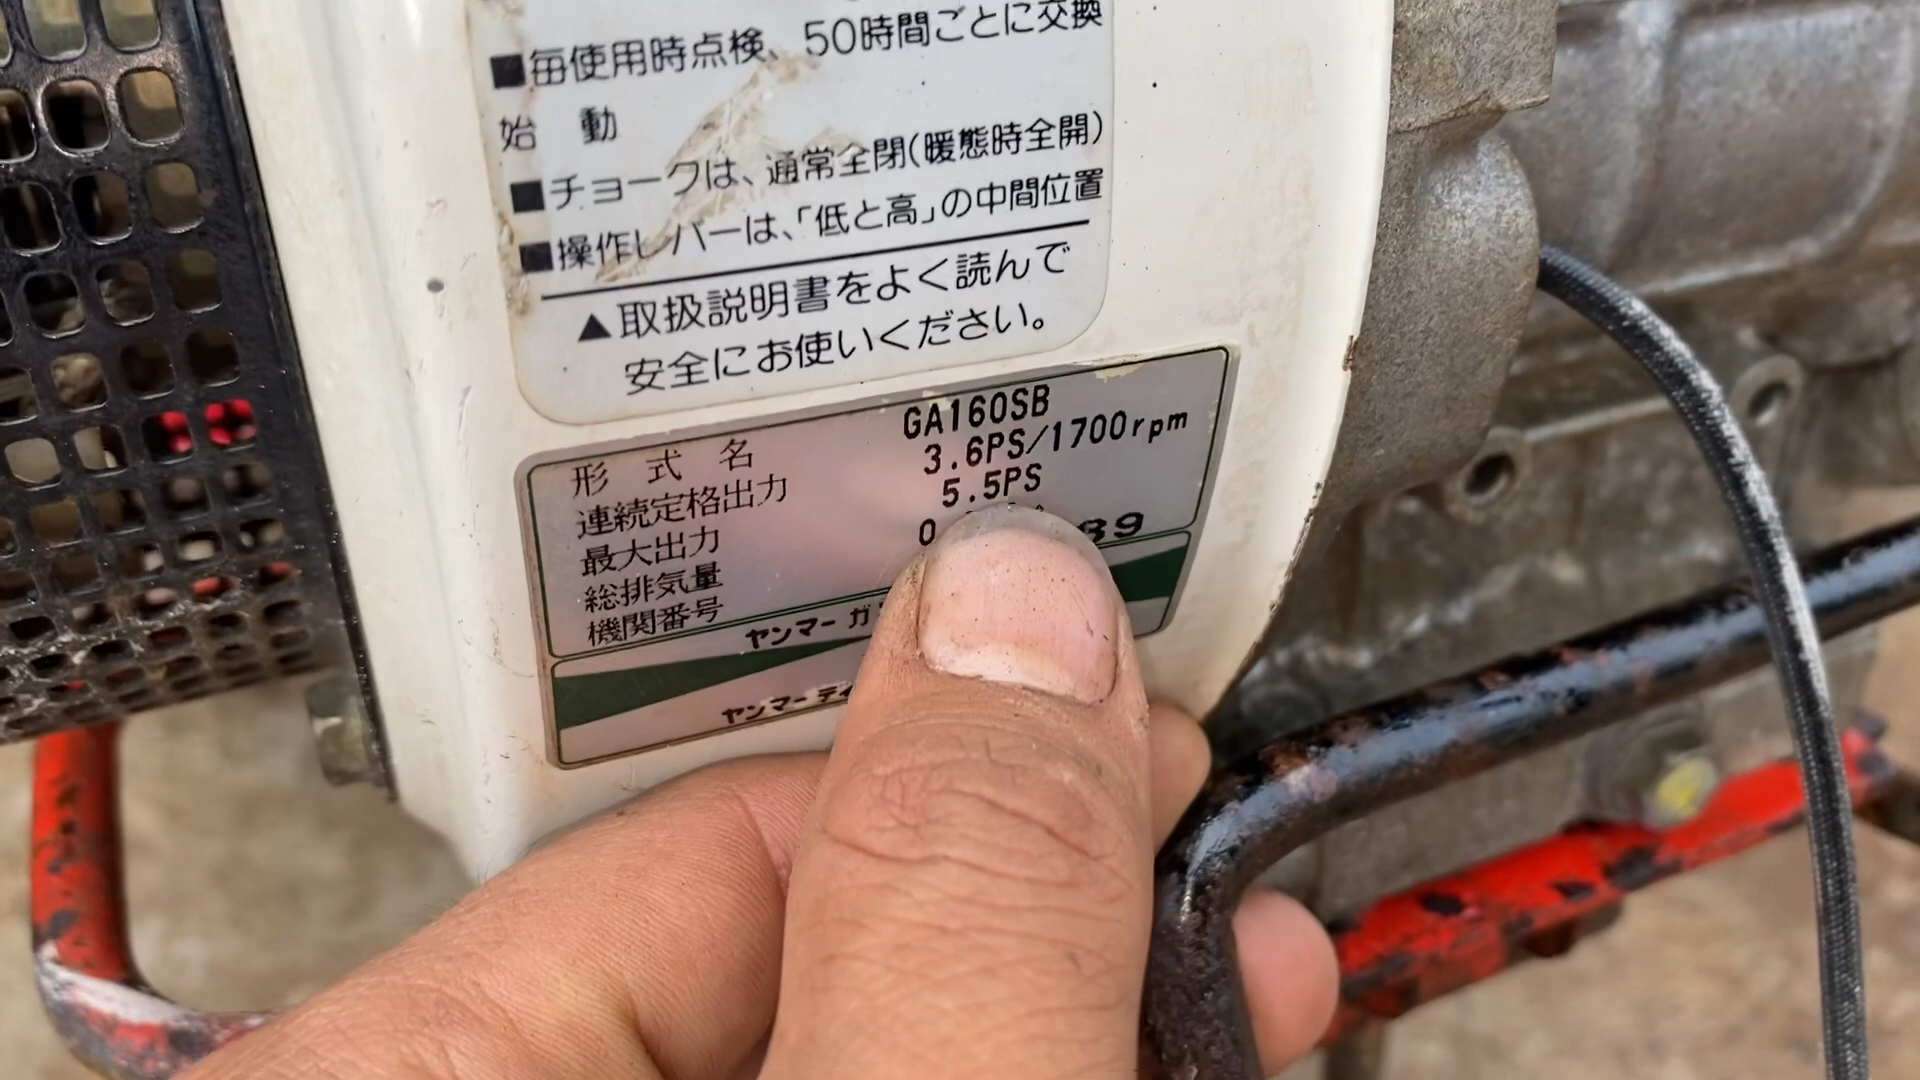 ■毎使用時点検、50時間ごとに交換
始 動
■チョークは、通常全閉(暖態時全開)
■操作レバーは、「低と高」の中間位置
▲取扱説明書をよく読んで
安全にお使いください。
形 式 名 GA160SB
連続定格出力 3.6PS/1700rpm
最大出力 5.5PS
総排気量 0
機関番号 89
ヤンマー ガ
ヤンマー ディ